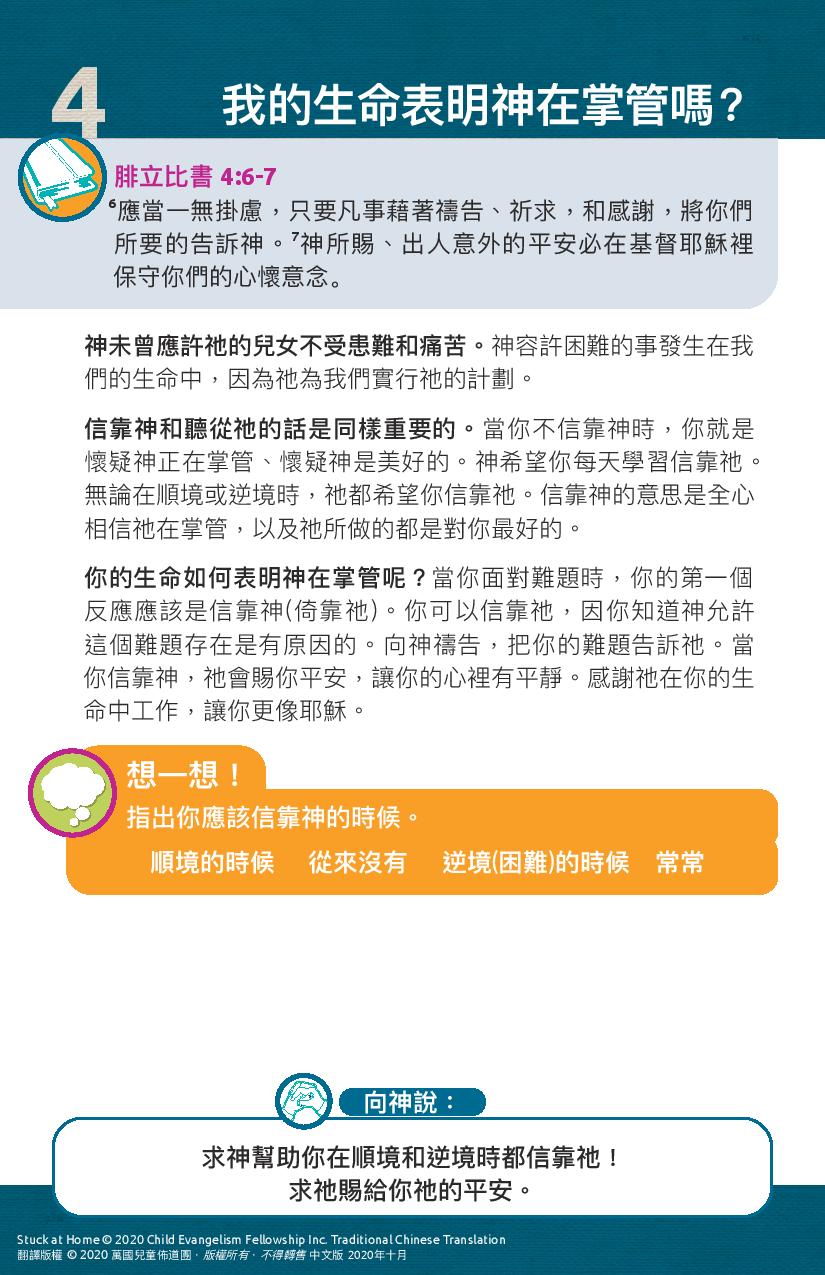 4
我的生命表明神在掌管嗎？
腓立比書 4:6-7
⁶應當一無掛慮，只要凡事藉著禱告、祈求，和感謝，將你們
所要的告訴神。⁷神所賜、出人意外的平安必在基督耶穌裡
保守你們的心懷意念。
神未曾應許祂的兒女不受患難和痛苦。神容許困難的事發生在我
們的生命中，因為祂為我們實行祂的計劃。
信靠神和聽從祂的話是同樣重要的。當你不信靠神時，你就是
懷疑神正在掌管、懷疑神是美好的。神希望你每天學習信靠祂。
無論在順境或逆境時，祂都希望你信靠祂。信靠神的意思是全心
相信祂在掌管，以及祂所做的都是對你最好的。
你的生命如何表明神在掌管呢？當你面對難題時，你的第一個
反應應該是信靠神(倚靠祂)。你可以信靠祂，因你知道神允許
這個難題存在是有原因的。向神禱告，把你的難題告訴祂。當
你信靠神，祂會賜你平安，讓你的心裡有平靜。感謝祂在你的生
命中工作，讓你更像耶穌。
想一想！
指出你應該信靠神的時候。
順境的時候 從來沒有 逆境(困難)的時候 常常
向神說：
求神幫助你在順境和逆境時都信靠祂！
求祂賜給你祂的平安。
Stuck at Home © 2020 Child Evangelism Fellowship Inc. Traditional Chinese Translation
翻譯版權 © 2020 萬國兒童佈道團．版權所有．不得轉售 中文版 2020年十月